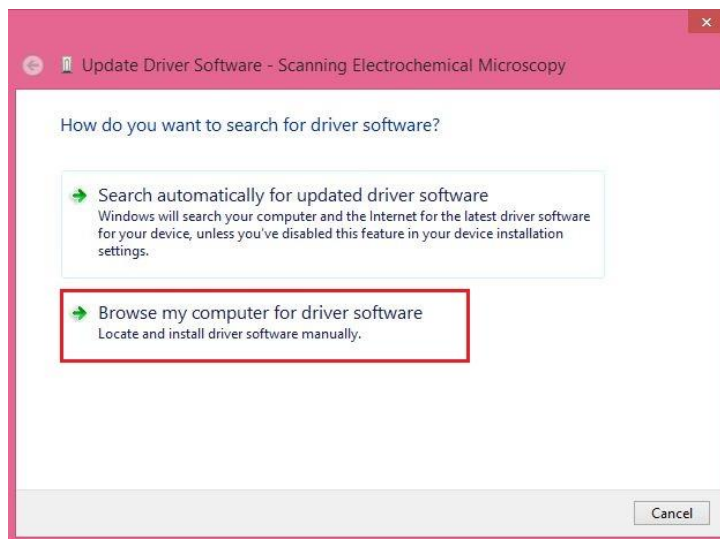 Update Driver Software - Scanning Electrochemical Microscopy
How do you want to search for driver software?
Search automatically for updated driver software
Windows will search your computer and the Internet for the latest driver software
for your device, unless you've disabled this feature in your device installation
settings.
Browse my computer for driver software
Locate and install driver software manually.
Cancel